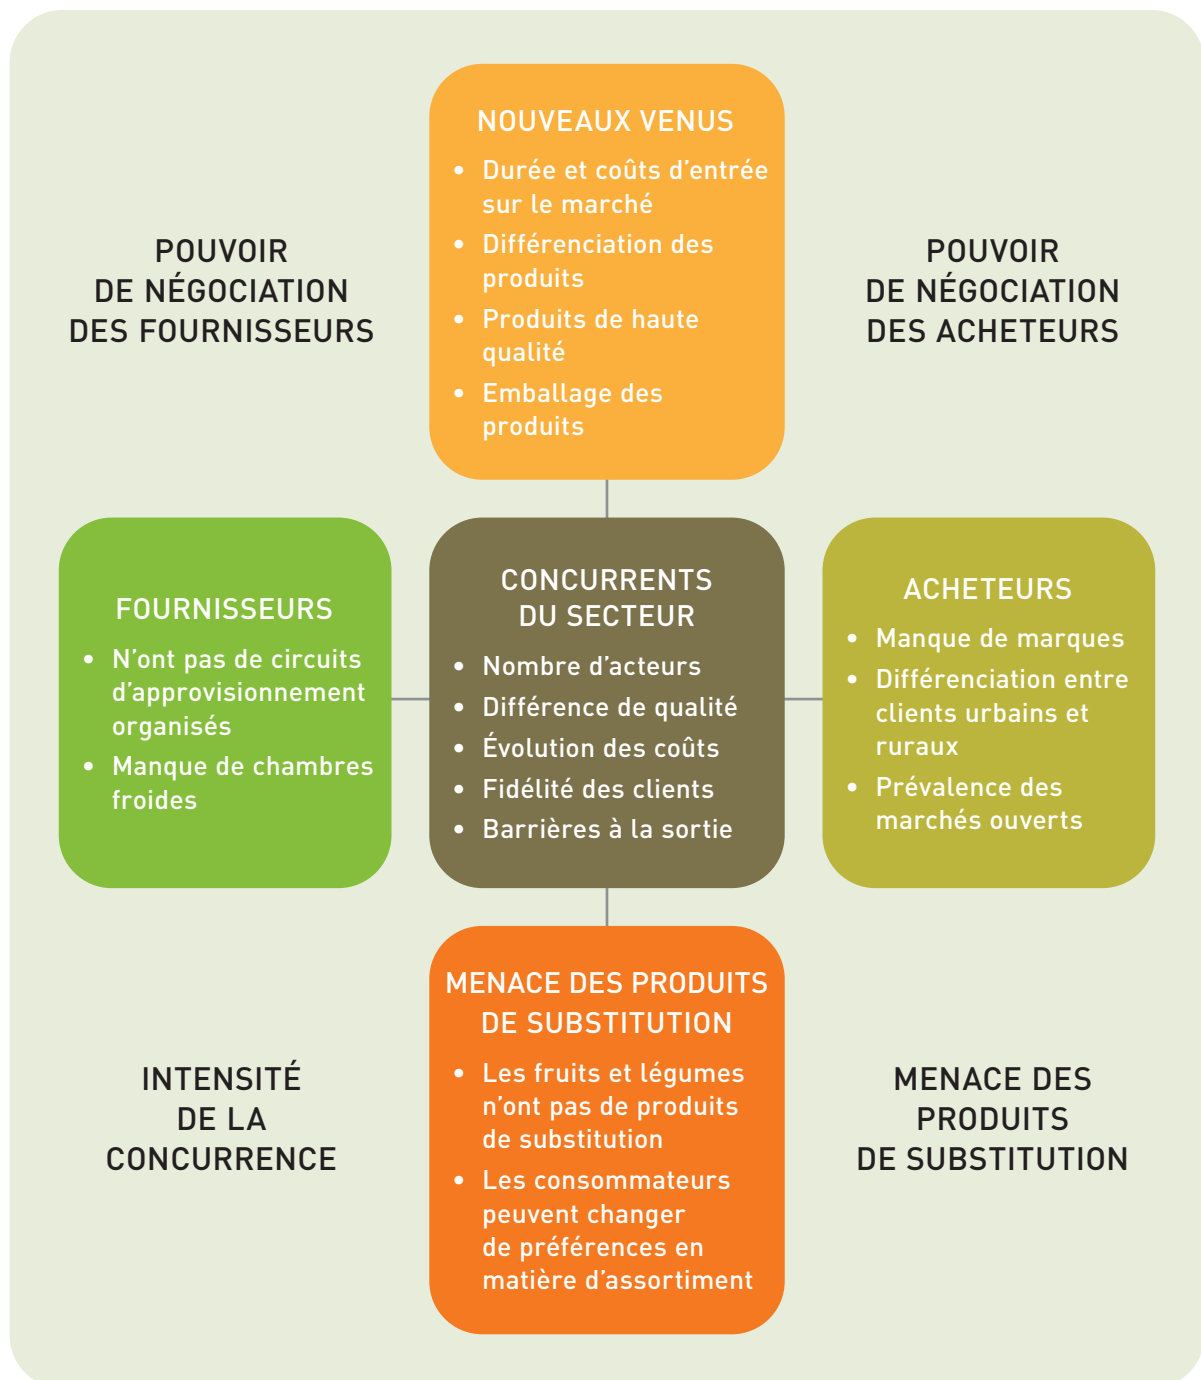 NOUVEAUX VENUS
• Durée et coûts d’entrée
sur le marché
• Différenciation des
produits
• Produits de haute
qualité
• Emballage des
produits
POUVOIR
DE NÉGOCIATION
DES FOURNISSEURS
POUVOIR
DE NÉGOCIATION
DES ACHETEURS
FOURNISSEURS
• N’ont pas de circuits
d’approvisionnement
organisés
• Manque de chambres
froides
CONCURRENTS
DU SECTEUR
• Nombre d’acteurs
• Différence de qualité
• Évolution des coûts
• Fidélité des clients
• Barrières à la sortie
ACHETEURS
• Manque de marques
• Différenciation entre
clients urbains et
ruraux
• Prévalence des
marchés ouverts
MENACE DES PRODUITS
DE SUBSTITUTION
• Les fruits et légumes
n’ont pas de produits
de substitution
• Les consommateurs
peuvent changer
de préférences en
matière d’assortiment
INTENSITÉ
DE LA
CONCURRENCE
MENACE DES
PRODUITS
DE SUBSTITUTION